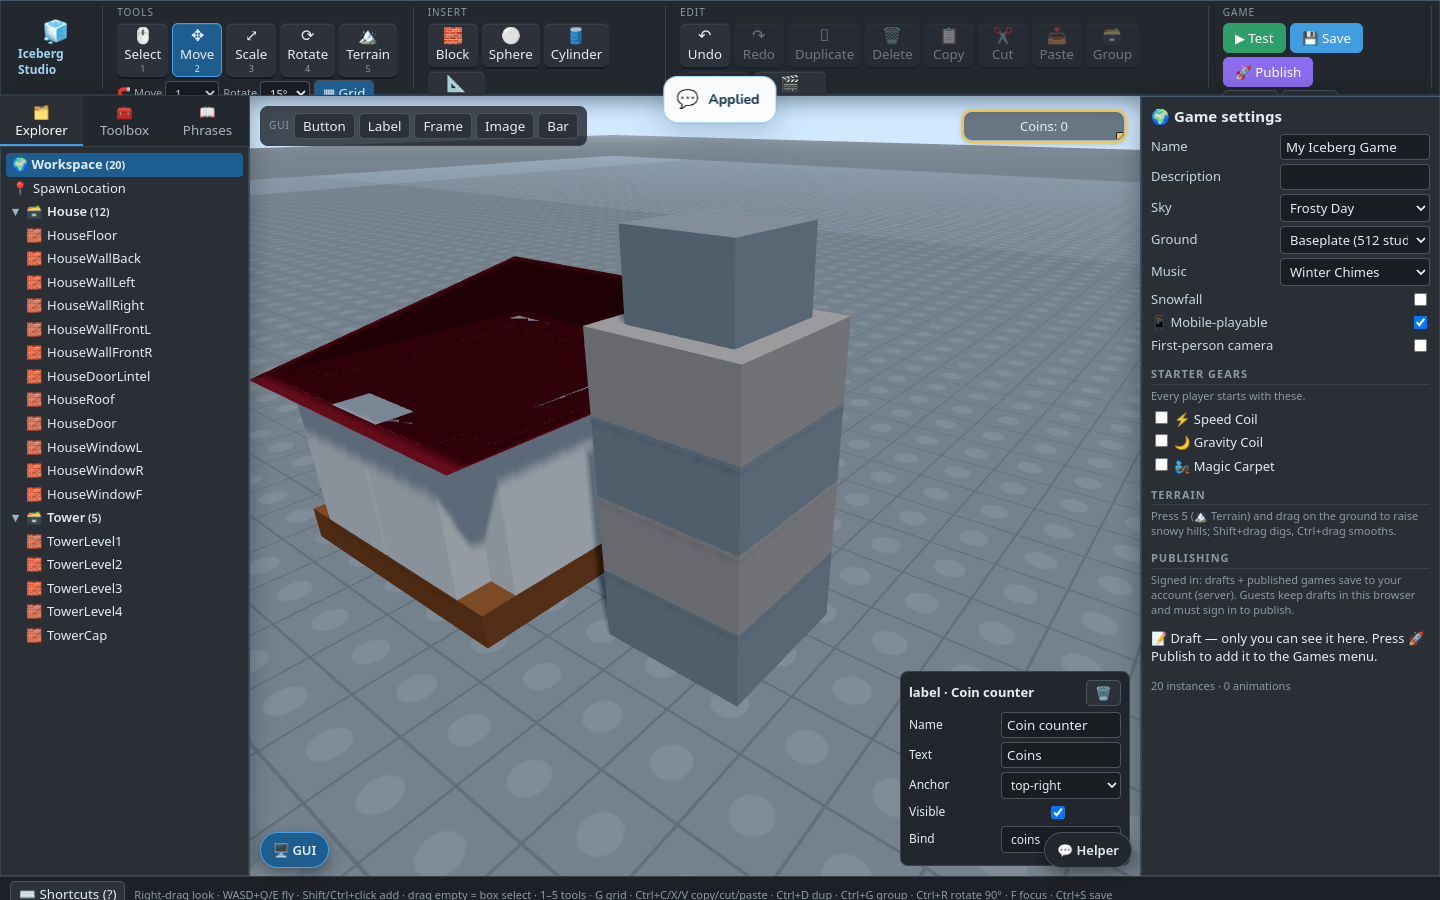 Iceberg
Studio
TOOLS
Select
1
Move
2
Scale
3
Rotate
4
Terrain
5
Move 1 Rotate 15° Grid
INSERT
Block
Sphere
Cylinder
EDIT
Undo
Redo
Duplicate
Delete
Copy
Cut
Paste
Group
GAME
▶ Test
Save
Publish
Applied
Explorer
Toolbox
Phrases
Workspace (20)
SpawnLocation
▼ House (12)
HouseFloor
HouseWallBack
HouseWallLeft
HouseWallRight
HouseWallFrontL
HouseWallFrontR
HouseDoorLintel
HouseRoof
HouseDoor
HouseWindowL
HouseWindowR
HouseWindowF
▼ Tower (5)
TowerLevel1
TowerLevel2
TowerLevel3
TowerLevel4
TowerCap
GUI Button Label Frame Image Bar
Coins: 0
label · Coin counter
Name Coin counter
Text Coins
Anchor top-right
Visible
Bind coins
GUI
Helper
Game settings
Name My Iceberg Game
Description
Sky Frosty Day
Ground Baseplate (512 stud
Music Winter Chimes
Snowfall
Mobile-playable
First-person camera
STARTER GEARS
Every player starts with these.
Speed Coil
Gravity Coil
Magic Carpet
TERRAIN
Press 5 (🏔️ Terrain) and drag on the ground to raise
snowy hills; Shift+drag digs, Ctrl+drag smooths.
PUBLISHING
Signed in: drafts + published games save to your
account (server). Guests keep drafts in this browser
and must sign in to publish.
📝 Draft — only you can see it here. Press 🚀
Publish to add it to the Games menu.
20 instances · 0 animations
Shortcuts (?)
Right-drag look · WASD+Q/E fly · Shift/Ctrl+click add · drag empty = box select · 1–5 tools · G grid · Ctrl+C/X/V copy/cut/paste · Ctrl+D dup · Ctrl+G group · Ctrl+R rotate 90° · F focus · Ctrl+S save